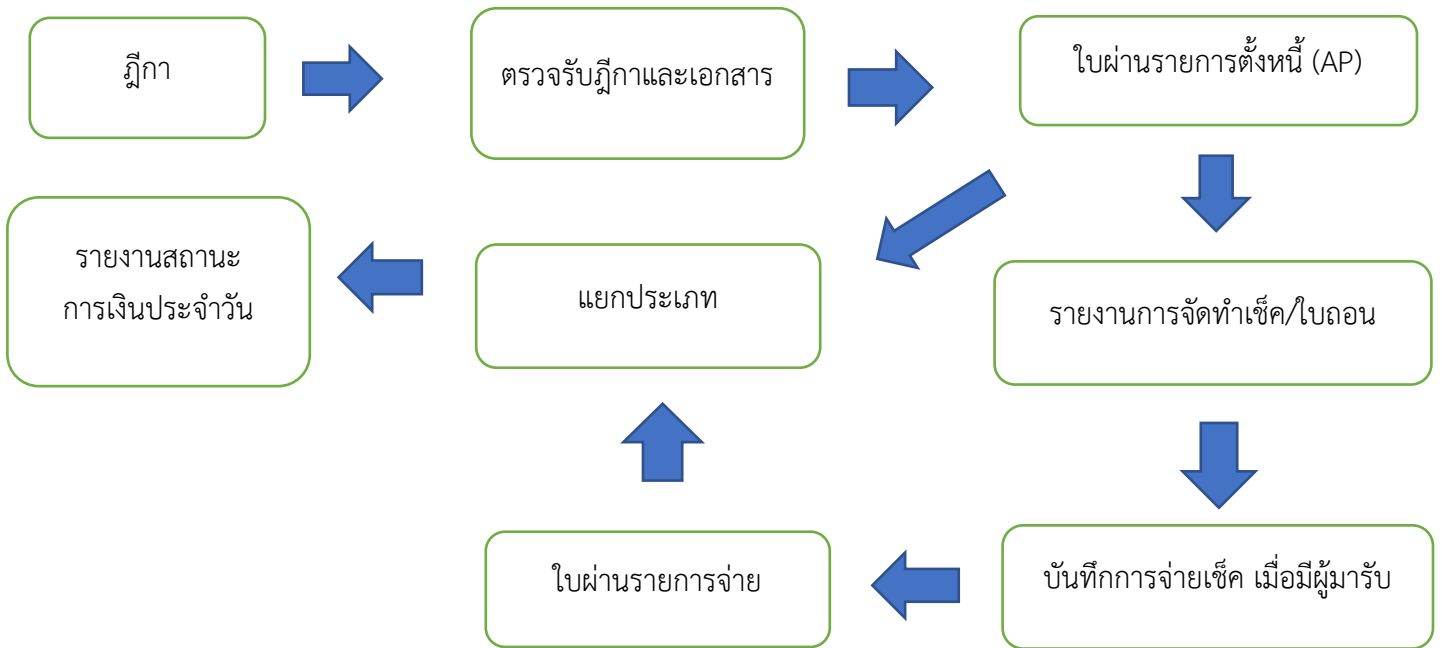 ฎีกา
ตรวจรับฎีกาและเอกสาร
ใบผ่านรายการตั้งหนี้ (AP)
รายงานสถานะ
การเงินประจำวัน
แยกประเภท
รายงานการจัดทำเช็ค/ใบถอน
ใบผ่านรายการจ่าย
บันทึกการจ่ายเช็ค เมื่อมีผู้มารับ